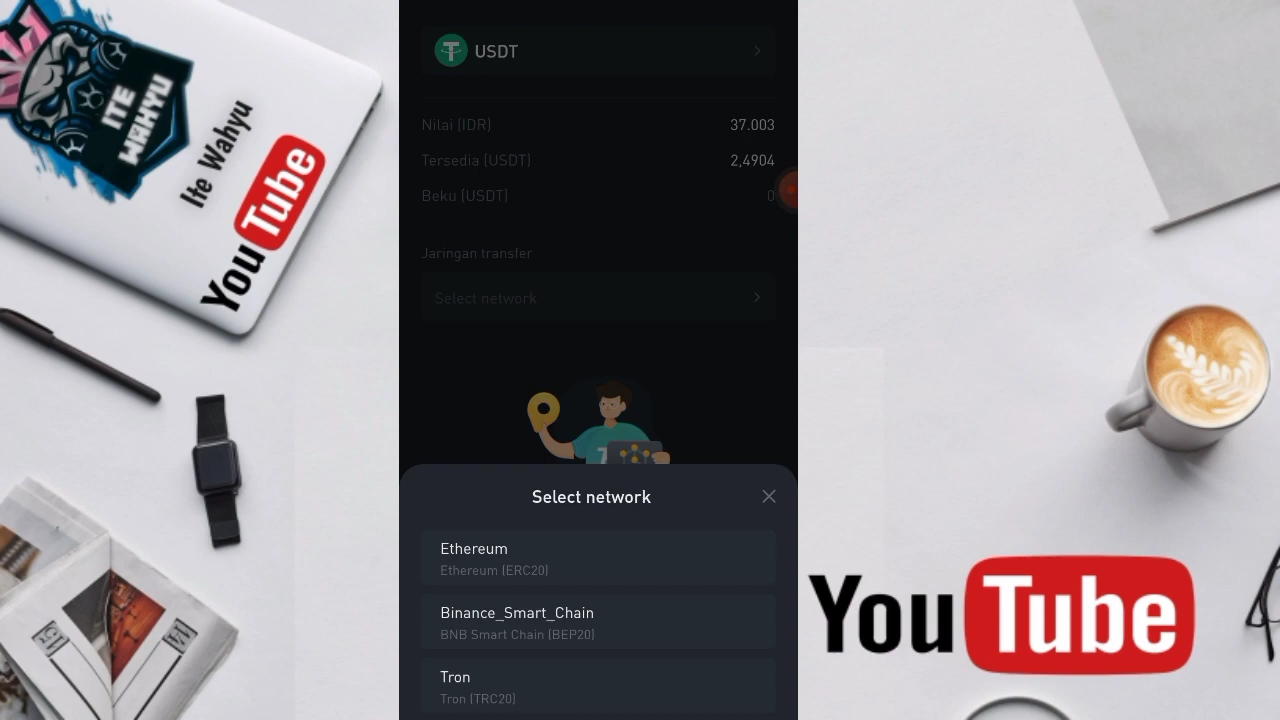 ITE
WAHYU
Ite Wahyu
YouTube
USDT
Nilai (IDR)
37.003
Tersedia (USDT)
2,4904
Beku (USDT)
0
Jaringan transfer
Select network
Select network
Ethereum
Ethereum (ERC20)
Binance_Smart_Chain
BNB Smart Chain (BEP20)
Tron
Tron (TRC20)
YouTube